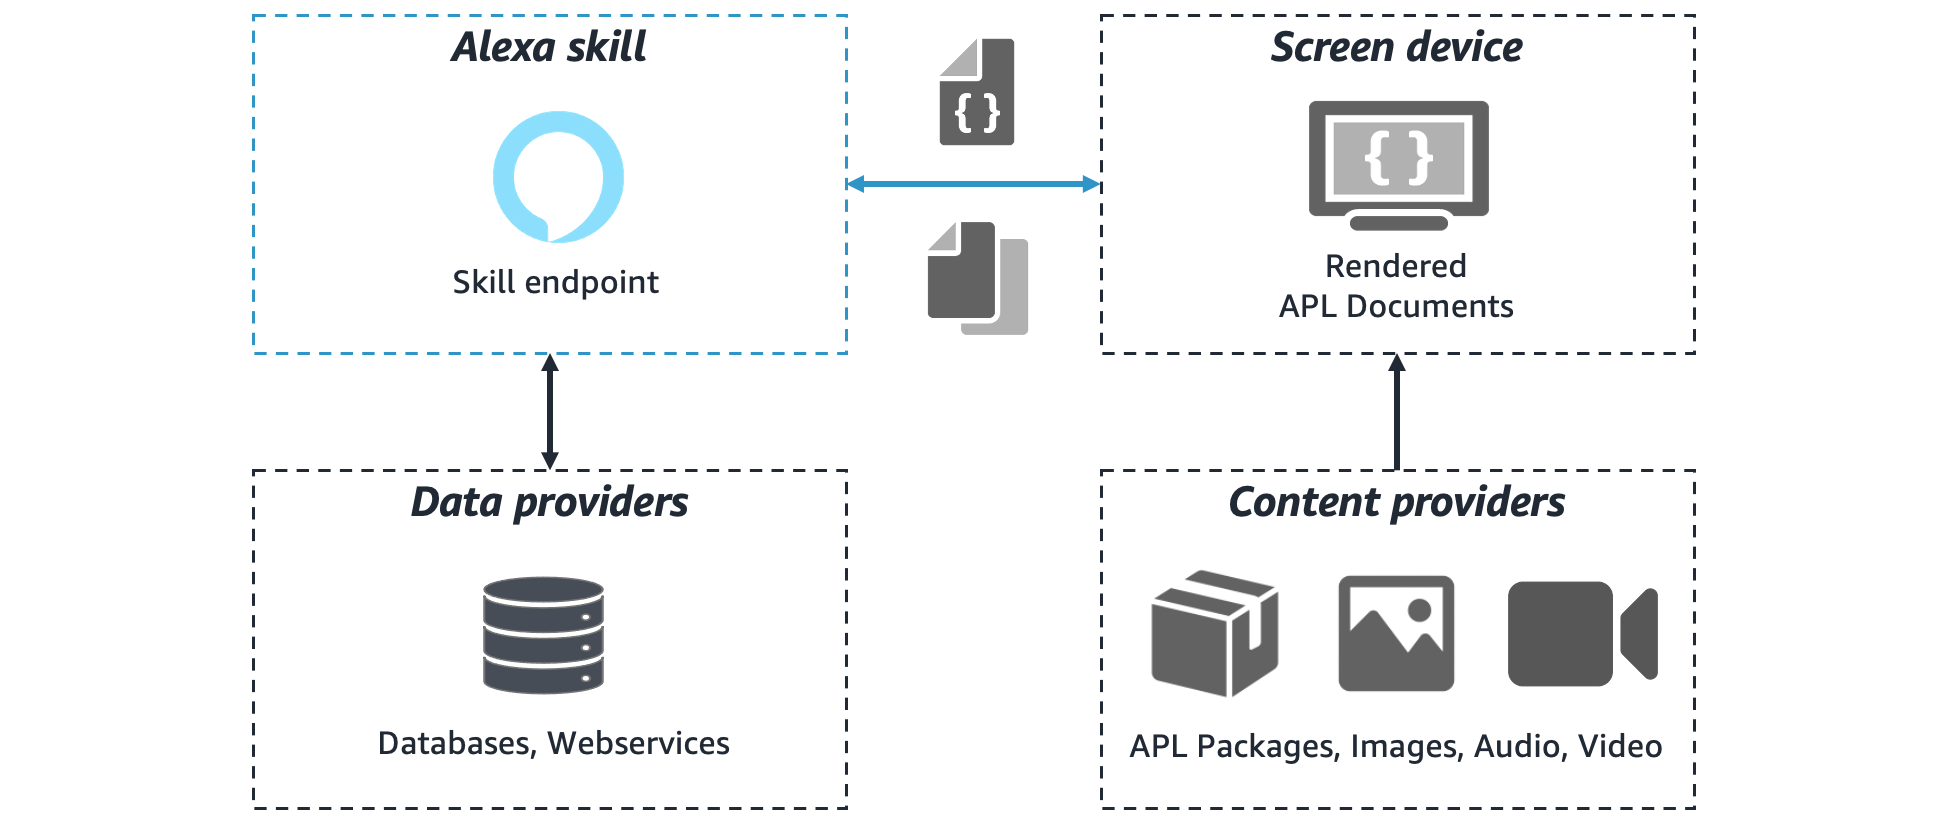 Alexa skill
Skill endpoint
{ }
Screen device
{ }
Rendered
APL Documents
Data providers
Databases, Webservices
Content providers
APL Packages, Images, Audio, Video